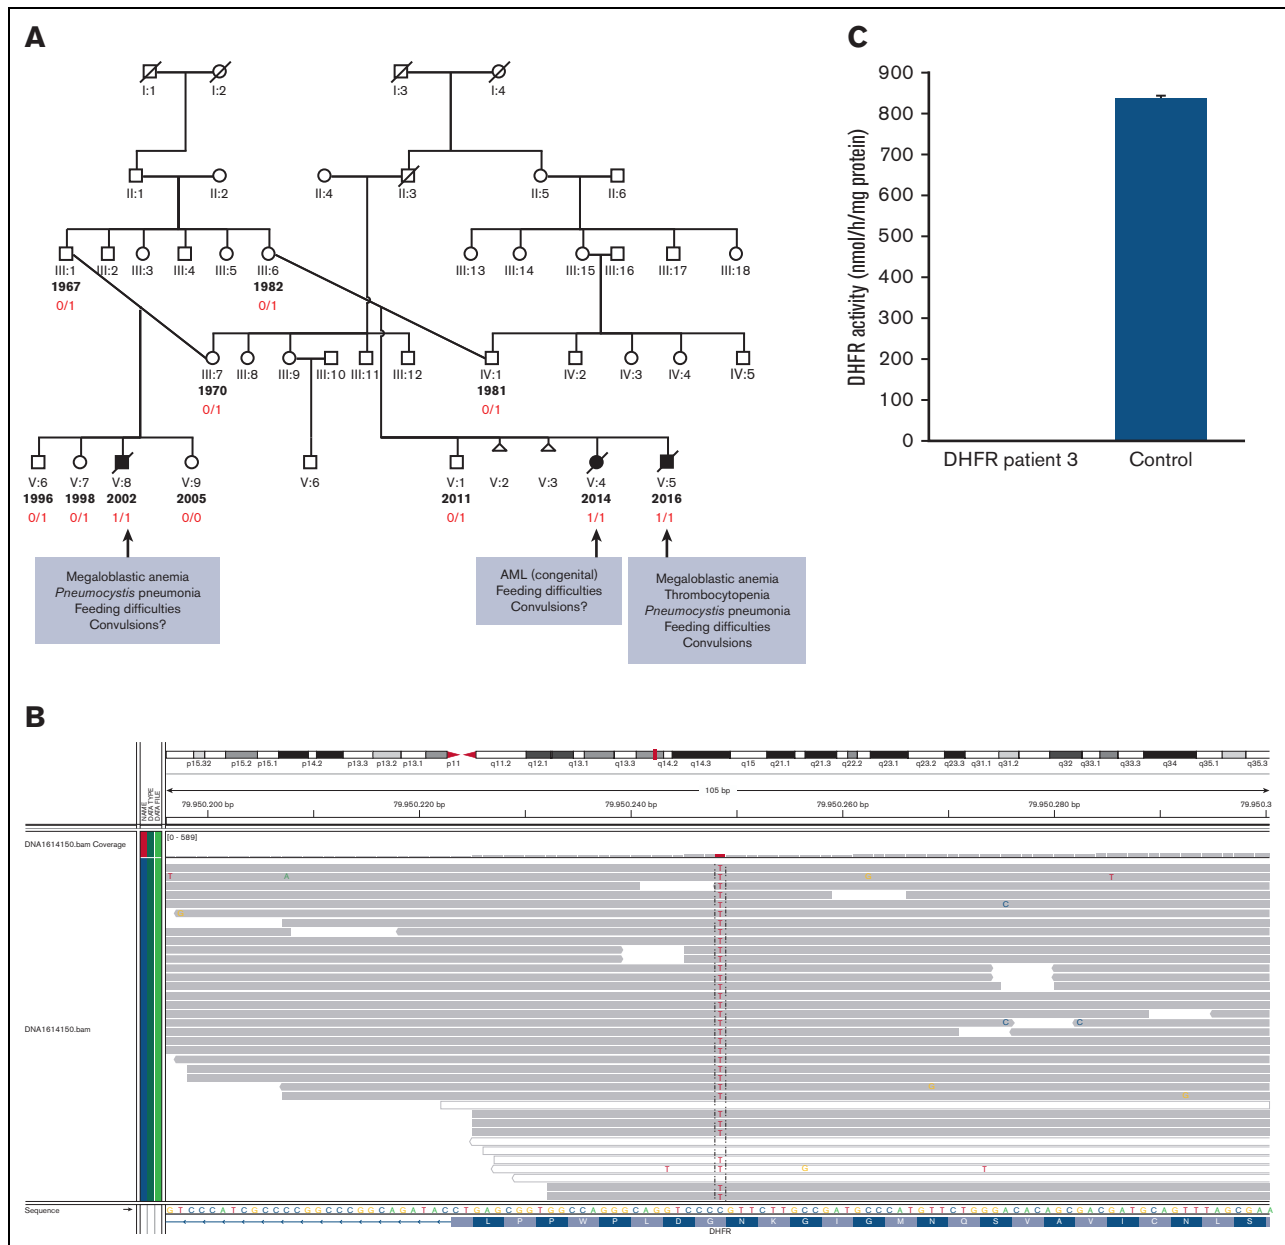 A
I:1
I:2
I:3
I:4
II:1
II:2
II:4
II:3
II:5
II:6
III:1
III:2
III:3
III:4
III:5
III:6
III:13
III:14
III:15
III:16
III:17
III:18
1967
1982
0/1
0/1
III:7
III:8
III:9
III:10
III:11
III:12
IV:1
IV:2
IV:3
IV:4
IV:5
1970
1981
0/1
0/1
V:6
V:7
V:8
V:9
V:6
V:1
V:2
V:3
V:4
V:5
1996
1998
2002
2005
2011
2014
2016
0/1
0/1
1/1
0/0
0/1
1/1
1/1
Megaloblastic anemia
Pneumocystis pneumonia
Feeding difficulties
Convulsions?
AML (congenital)
Feeding difficulties
Convulsions?
Megaloblastic anemia
Thrombocytopenia
Pneumocystis pneumonia
Feeding difficulties
Convulsions
C
DHFR activity (nmol/h/mg protein)
900
800
700
600
500
400
300
200
100
0
DHFR patient 3
Control
B
p15.32 p15.2 p15.1 p14.2 p13.3 p13.2 p13.1 p11 q11.2 q12.1 q13.1 q13.3 q14.2 q14.3 q15 q21.1 q21.3 q22.2 q23.1 q23.2 q23.3 q31.1 q31.2 q32 q33.1 q33.3 q34 q35.1 q35.3
105 bp
79.950.200 bp 79.950.220 bp 79.950.240 bp 79.950.260 bp 79.950.280 bp 79.950.3
NAME
DATA TYPE
DATA FILE
DNA1614150.bam Coverage
[0 - 589]
T
T A T G T
T
T
T C
T
T
T
T
T
T
T
T
T
T
T
T
T C C
T
T
T
T
T
T
T
T
T
T
T
T
T T G T
T
T
DNA1614150.bam
Sequence
G T C C C A T C G C C C C G G C C C G G C A G A T A C C T G A G C G G T G G C C A G G G C A G G T C C C C G T T C T T G C C G A T G C C C A T G T T C T G G G A C A C A G C G A C G A T G C A G T T T A G C G A A
L P P W P L D G N K G I G M N Q S V A V I C N L S
DHFR